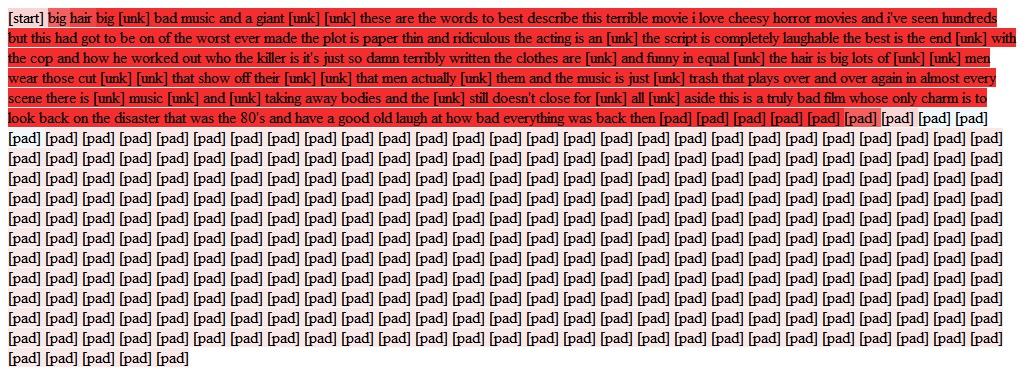 [start] big hair big [unk] bad music and a giant [unk] [unk] these are the words to best describe this terrible movie i love cheesy horror movies and i've seen hundreds
but this had got to be on of the worst ever made the plot is paper thin and ridiculous the acting is an [unk] the script is completely laughable the best is the end [unk] with
the cop and how he worked out who the killer is it's just so damn terribly written the clothes are [unk] and funny in equal [unk] the hair is big lots of [unk] [unk] men
wear those cut [unk] [unk] that show off their [unk] [unk] that men actually [unk] them and the music is just [unk] trash that plays over and over again in almost every
scene there is [unk] music [unk] and [unk] taking away bodies and the [unk] still doesn't close for [unk] all [unk] aside this is a truly bad film whose only charm is to
look back on the disaster that was the 80's and have a good old laugh at how bad everything was back then [pad] [pad] [pad] [pad] [pad] [pad] [pad] [pad] [pad]
[pad] [pad] [pad] [pad] [pad] [pad] [pad] [pad] [pad] [pad] [pad] [pad] [pad] [pad] [pad] [pad] [pad] [pad] [pad] [pad] [pad] [pad] [pad] [pad] [pad] [pad] [pad]
[pad] [pad] [pad] [pad] [pad] [pad] [pad] [pad] [pad] [pad] [pad] [pad] [pad] [pad] [pad] [pad] [pad] [pad] [pad] [pad] [pad] [pad] [pad] [pad] [pad] [pad] [pad]
[pad] [pad] [pad] [pad] [pad] [pad] [pad] [pad] [pad] [pad] [pad] [pad] [pad] [pad] [pad] [pad] [pad] [pad] [pad] [pad] [pad] [pad] [pad] [pad] [pad] [pad] [pad]
[pad] [pad] [pad] [pad] [pad] [pad] [pad] [pad] [pad] [pad] [pad] [pad] [pad] [pad] [pad] [pad] [pad] [pad] [pad] [pad] [pad] [pad] [pad] [pad] [pad] [pad] [pad]
[pad] [pad] [pad] [pad] [pad] [pad] [pad] [pad] [pad] [pad] [pad] [pad] [pad] [pad] [pad] [pad] [pad] [pad] [pad] [pad] [pad] [pad] [pad] [pad] [pad] [pad] [pad]
[pad] [pad] [pad] [pad] [pad] [pad] [pad] [pad] [pad] [pad] [pad] [pad] [pad] [pad] [pad] [pad] [pad] [pad] [pad] [pad] [pad] [pad] [pad] [pad] [pad] [pad] [pad]
[pad] [pad] [pad] [pad] [pad] [pad] [pad] [pad] [pad] [pad] [pad] [pad] [pad] [pad] [pad] [pad] [pad] [pad] [pad] [pad] [pad] [pad] [pad] [pad] [pad] [pad] [pad]
[pad] [pad] [pad] [pad] [pad] [pad] [pad] [pad] [pad] [pad] [pad] [pad] [pad] [pad] [pad] [pad] [pad] [pad] [pad] [pad] [pad] [pad] [pad] [pad] [pad] [pad] [pad]
[pad] [pad] [pad] [pad] [pad] [pad] [pad] [pad] [pad] [pad] [pad] [pad] [pad] [pad] [pad] [pad] [pad] [pad] [pad] [pad] [pad] [pad] [pad] [pad] [pad] [pad] [pad]
[pad] [pad] [pad] [pad] [pad] [pad] [pad] [pad] [pad] [pad] [pad] [pad] [pad] [pad] [pad] [pad] [pad] [pad] [pad] [pad] [pad] [pad] [pad] [pad] [pad] [pad] [pad]
[pad] [pad] [pad] [pad] [pad] [pad] [pad] [pad] [pad] [pad] [pad] [pad] [pad] [pad] [pad] [pad] [pad] [pad] [pad] [pad] [pad] [pad] [pad] [pad] [pad] [pad] [pad]
[pad] [pad] [pad] [pad] [pad]